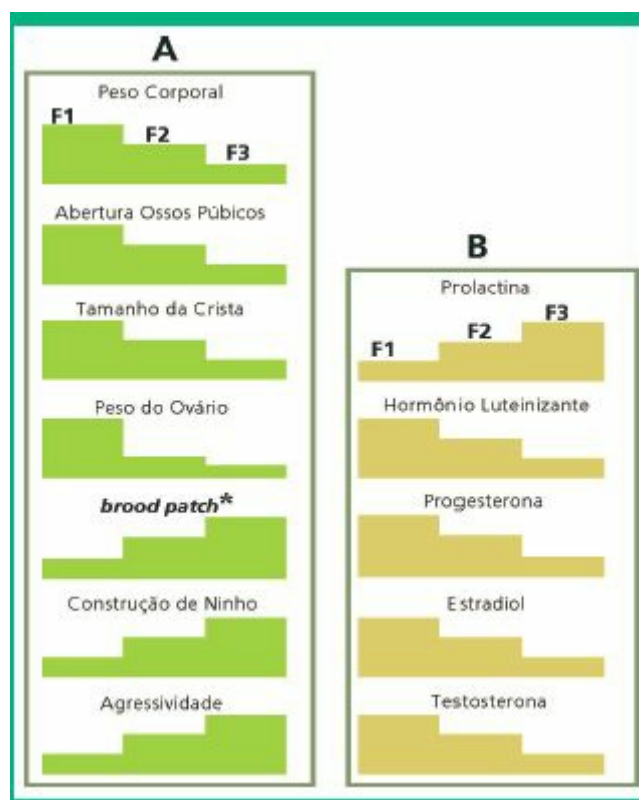 A
Peso Corporal
F1
F2
F3
Abertura Ossos Púbicos
Tamanho da Crista
Peso do Ovário
brood patch*
Construção de Ninho
Agressividade
B
Prolactina
F1
F2
F3
Hormônio Luteinizante
Progesterona
Estradiol
Testosterona